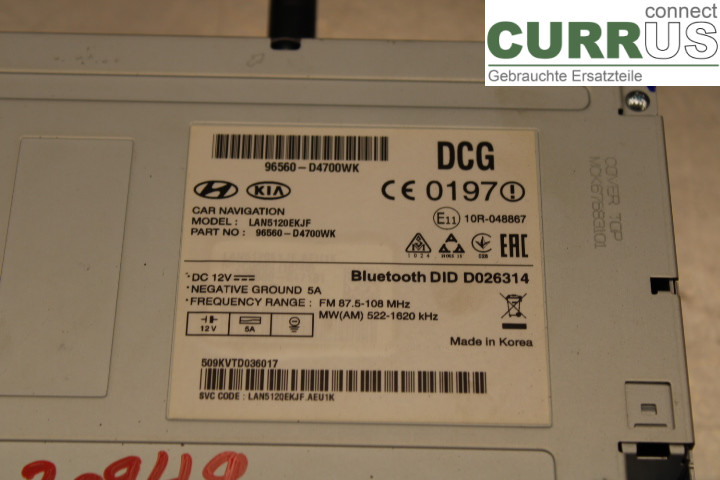 connect
CURRUS
Gebrauchte Ersatzteile
96560-D4700WK
DCG
KIA
CE 0197
CAR NAVIGATION
MODEL : LAN5120EKJF
PART NO : 96560-D4700WK
E11 10R-048867
1024
EAC
DC 12V
NEGATIVE GROUND 5A
FREQUENCY RANGE : FM 87.5-108 MHz
MW(AM) 522-1620 kHz
Bluetooth DID D026314
12V
5A
Made in Korea
509KVTD036017
SVC CODE : LAN5120EKJF.AEU1K
COVER TOP